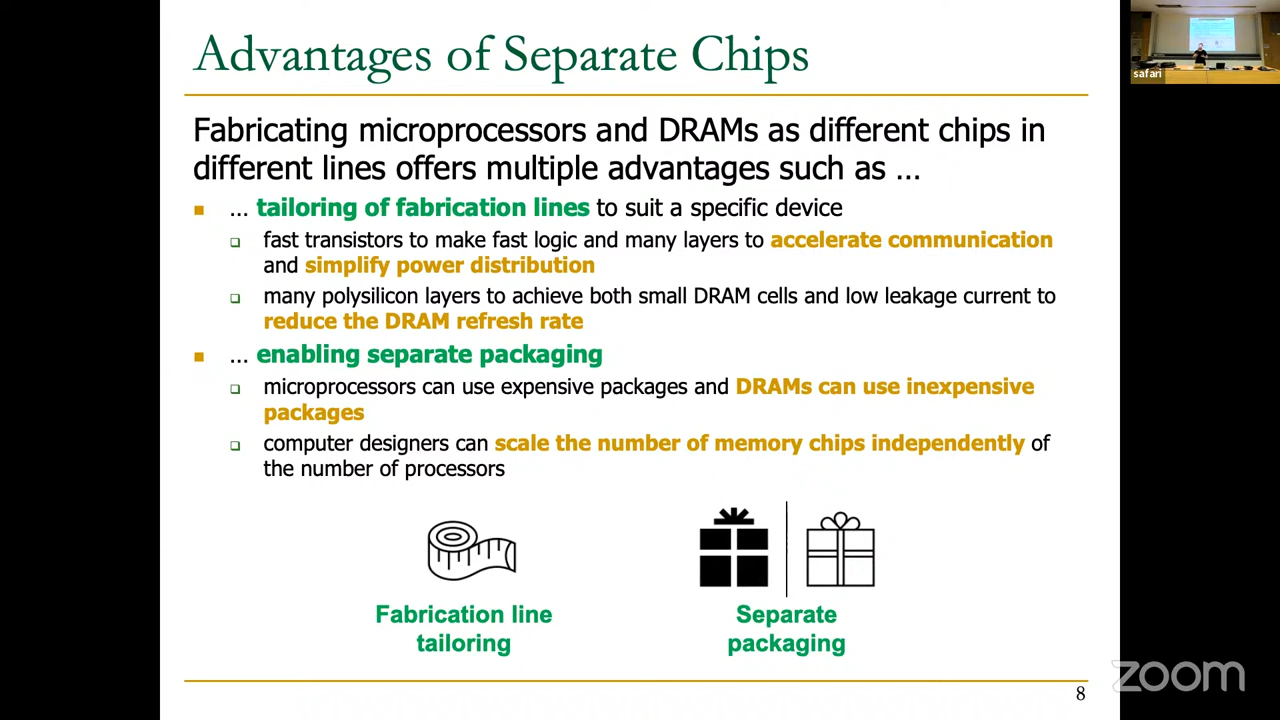 Advantages of Separate Chips
safari
Fabricating microprocessors and DRAMs as different chips in
different lines offers multiple advantages such as ...
... tailoring of fabrication lines to suit a specific device
fast transistors to make fast logic and many layers to accelerate communication
and simplify power distribution
many polysilicon layers to achieve both small DRAM cells and low leakage current to
reduce the DRAM refresh rate
... enabling separate packaging
microprocessors can use expensive packages and DRAMs can use inexpensive
packages
computer designers can scale the number of memory chips independently of
the number of processors
Fabrication line
tailoring
Separate
packaging
8
zoom